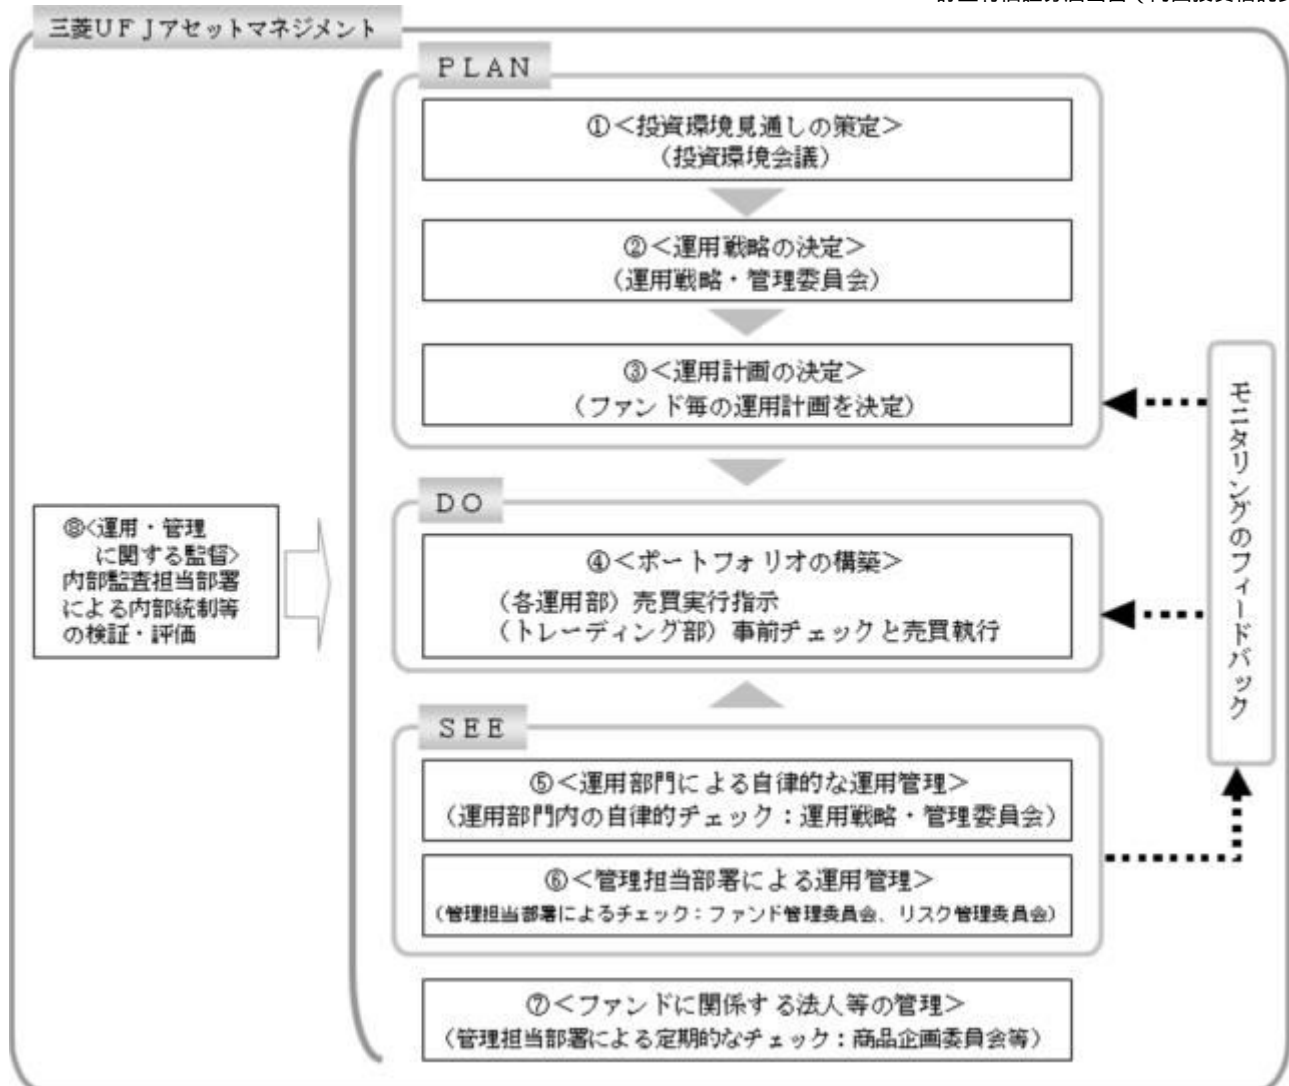 三菱ＵＦＪアセットマネジメント
ＰＬＡＮ
①＜投資環境見通しの策定＞
（投資環境会議）
②＜運用戦略の決定＞
（運用戦略・管理委員会）
③＜運用計画の決定＞
（ファンド毎の運用計画を決定）
ＤＯ
④＜ポートフォリオの構築＞
（各運用部）売買実行指示
（トレーディング部）事前チェックと売買執行
ＳＥＥ
⑤＜運用部門による自律的な運用管理＞
（運用部門内の自律的チェック：運用戦略・管理委員会）
⑥＜管理担当部署による運用管理＞
（管理担当部署によるチェック：ファンド管理委員会、リスク管理委員会）
⑦＜ファンドに関係する法人等の管理＞
（管理担当部署による定期的なチェック：商品企画委員会等）
⑧＜運用・管理
に関する監督＞
内部監査担当部署
による内部統制等
の検証・評価
モニタリングのフィードバック